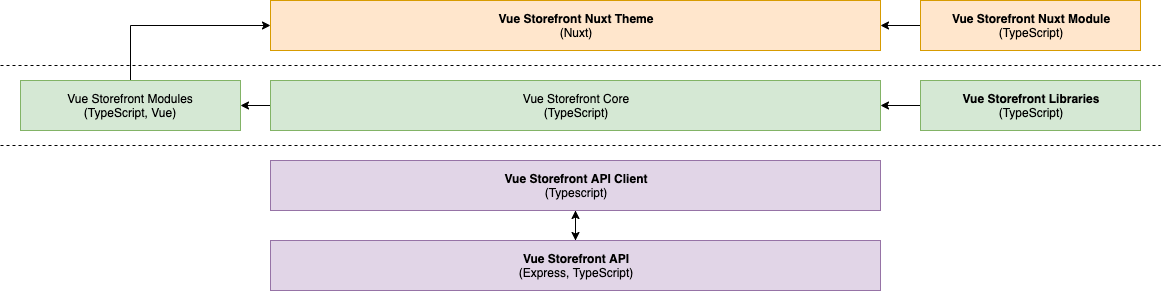 Vue Storefront Nuxt Theme
(Nuxt)
Vue Storefront Nuxt Module
(TypeScript)
Vue Storefront Modules
(TypeScript, Vue)
Vue Storefront Core
(TypeScript)
Vue Storefront Libraries
(TypeScript)
Vue Storefront API Client
(Typescript)
Vue Storefront API
(Express, TypeScript)